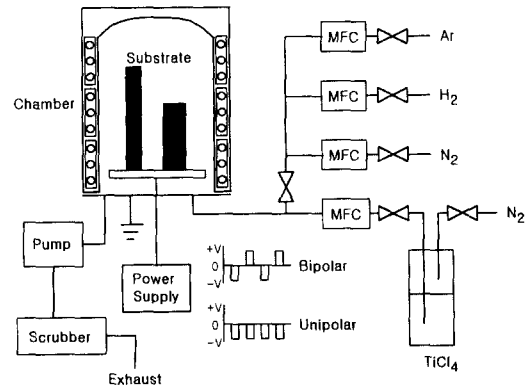 MFC Ar
Substrate
Chamber
MFC H2
MFC N2
MFC N2
Pump
Power
Supply
+V
0
-V
Bipolar
Scrubber
+V
0
-V
Unipolar
TiCl4
Exhaust